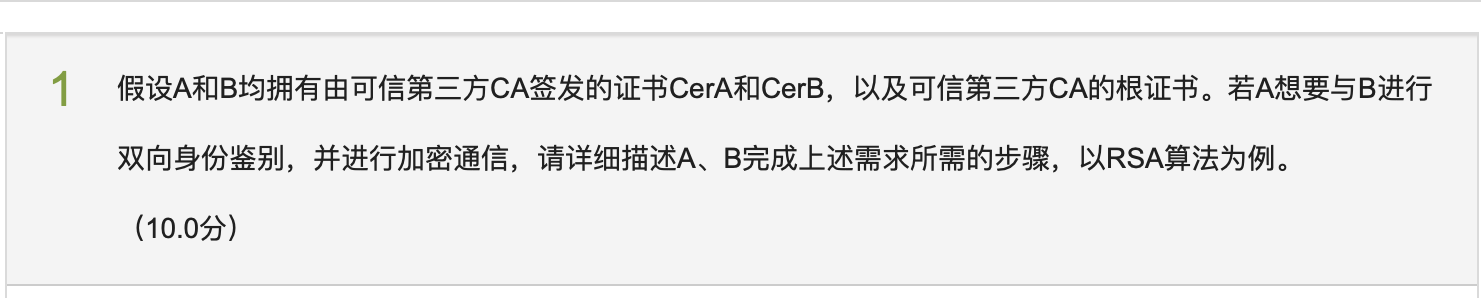 1 假设A和B均拥有由可信第三方CA签发的证书CerA和CerB，以及可信第三方CA的根证书。若A想要与B进行
双向身份鉴别，并进行加密通信，请详细描述A、B完成上述需求所需的步骤，以RSA算法为例。
（10.0分）